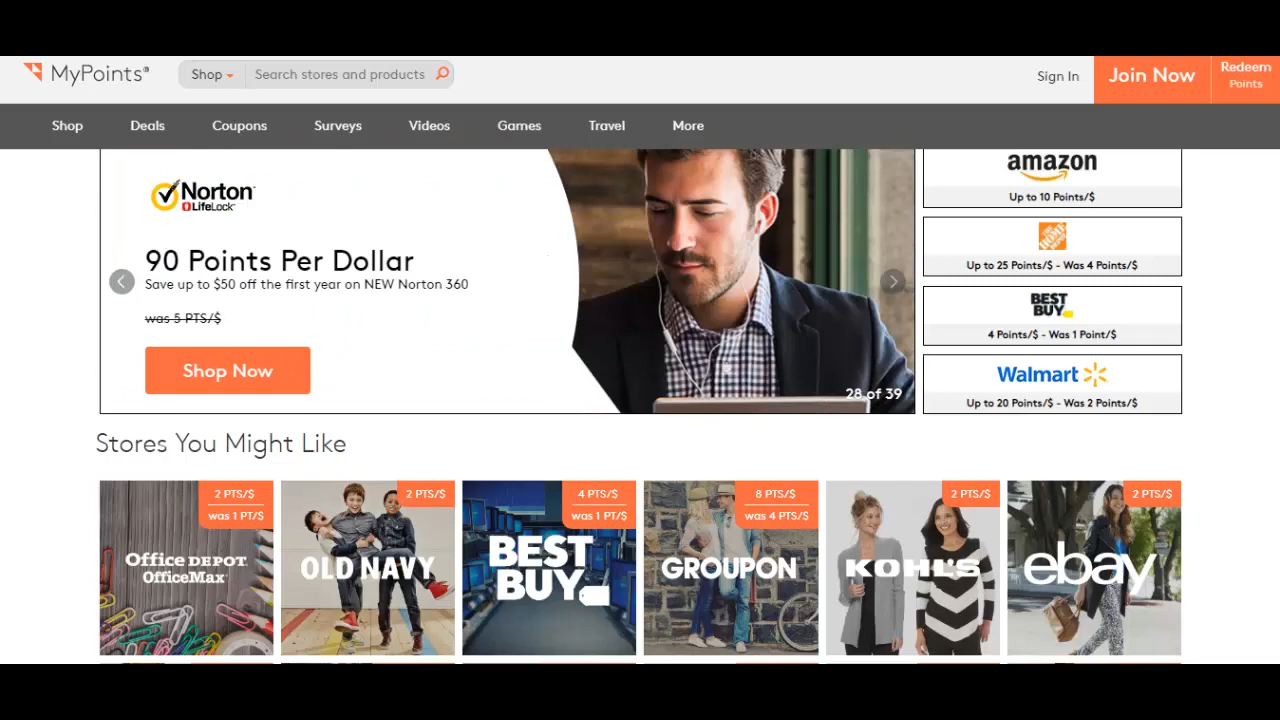 MyPoints®
Shop
Search stores and products
Sign In
Join Now
Redeem
Points
Shop
Deals
Coupons
Surveys
Videos
Games
Travel
More
Norton
LifeLock
90 Points Per Dollar
Save up to $50 off the first year on NEW Norton 360
was 5 PTS/$
Shop Now
28 of 39
amazon
Up to 10 Points/$
THE HOME DEPOT
Up to 25 Points/$ - Was 4 Points/$
BEST
BUY
4 Points/$ - Was 1 Point/$
Walmart
Up to 20 Points/$ - Was 2 Points/$
Stores You Might Like
2 PTS/$
was 1 PT/$
Office DEPOT
OfficeMax
2 PTS/$
OLD NAVY
4 PTS/$
was 1 PT/$
BEST
BUY
8 PTS/$
was 4 PTS/$
GROUPON
2 PTS/$
KOHL'S
2 PTS/$
ebay